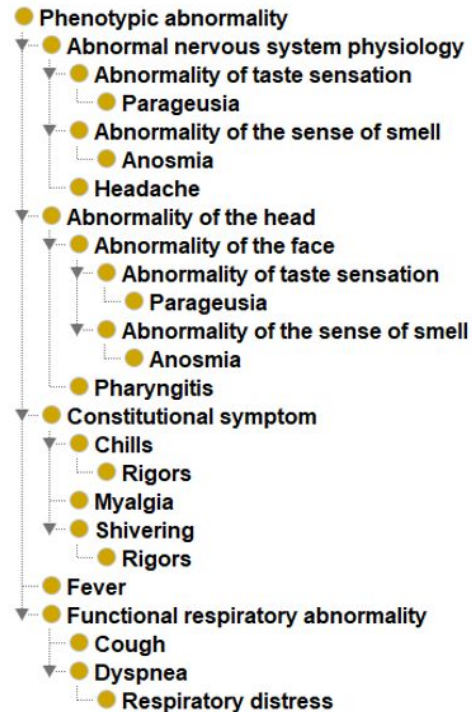 Phenotypic abnormality
Abnormal nervous system physiology
Abnormality of taste sensation
Parageusia
Abnormality of the sense of smell
Anosmia
Headache
Abnormality of the head
Abnormality of the face
Abnormality of taste sensation
Parageusia
Abnormality of the sense of smell
Anosmia
Pharyngitis
Constitutional symptom
Chills
Rigors
Myalgia
Shivering
Rigors
Fever
Functional respiratory abnormality
Cough
Dyspnea
Respiratory distress